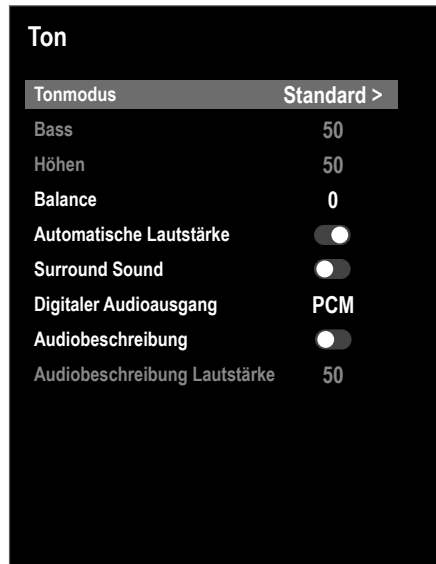 Ton
Tonmodus Standard >
Bass 50
Höhen 50
Balance 0
Automatische Lautstärke
Surround Sound
Digitaler Audioausgang PCM
Audiobeschreibung
Audiobeschreibung Lautstärke 50